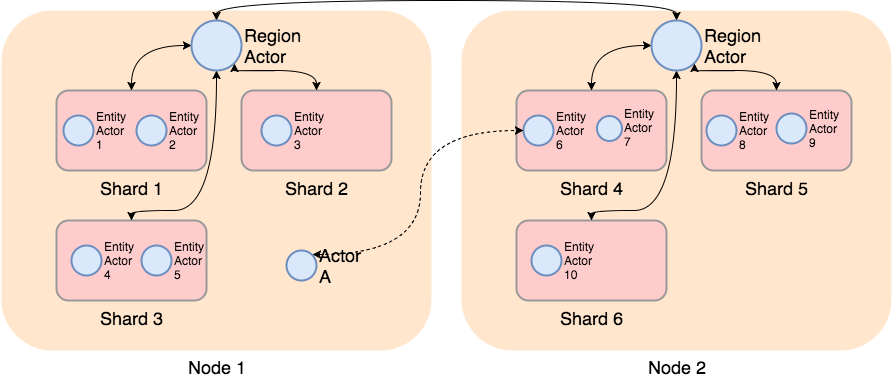 Region
Actor
Entity
Actor
1
Entity
Actor
2
Shard 1
Entity
Actor
3
Shard 2
Entity
Actor
4
Entity
Actor
5
Shard 3
Actor
A
Node 1
Region
Actor
Entity
Actor
6
Entity
Actor
7
Shard 4
Entity
Actor
8
Entity
Actor
9
Shard 5
Entity
Actor
10
Shard 6
Node 2